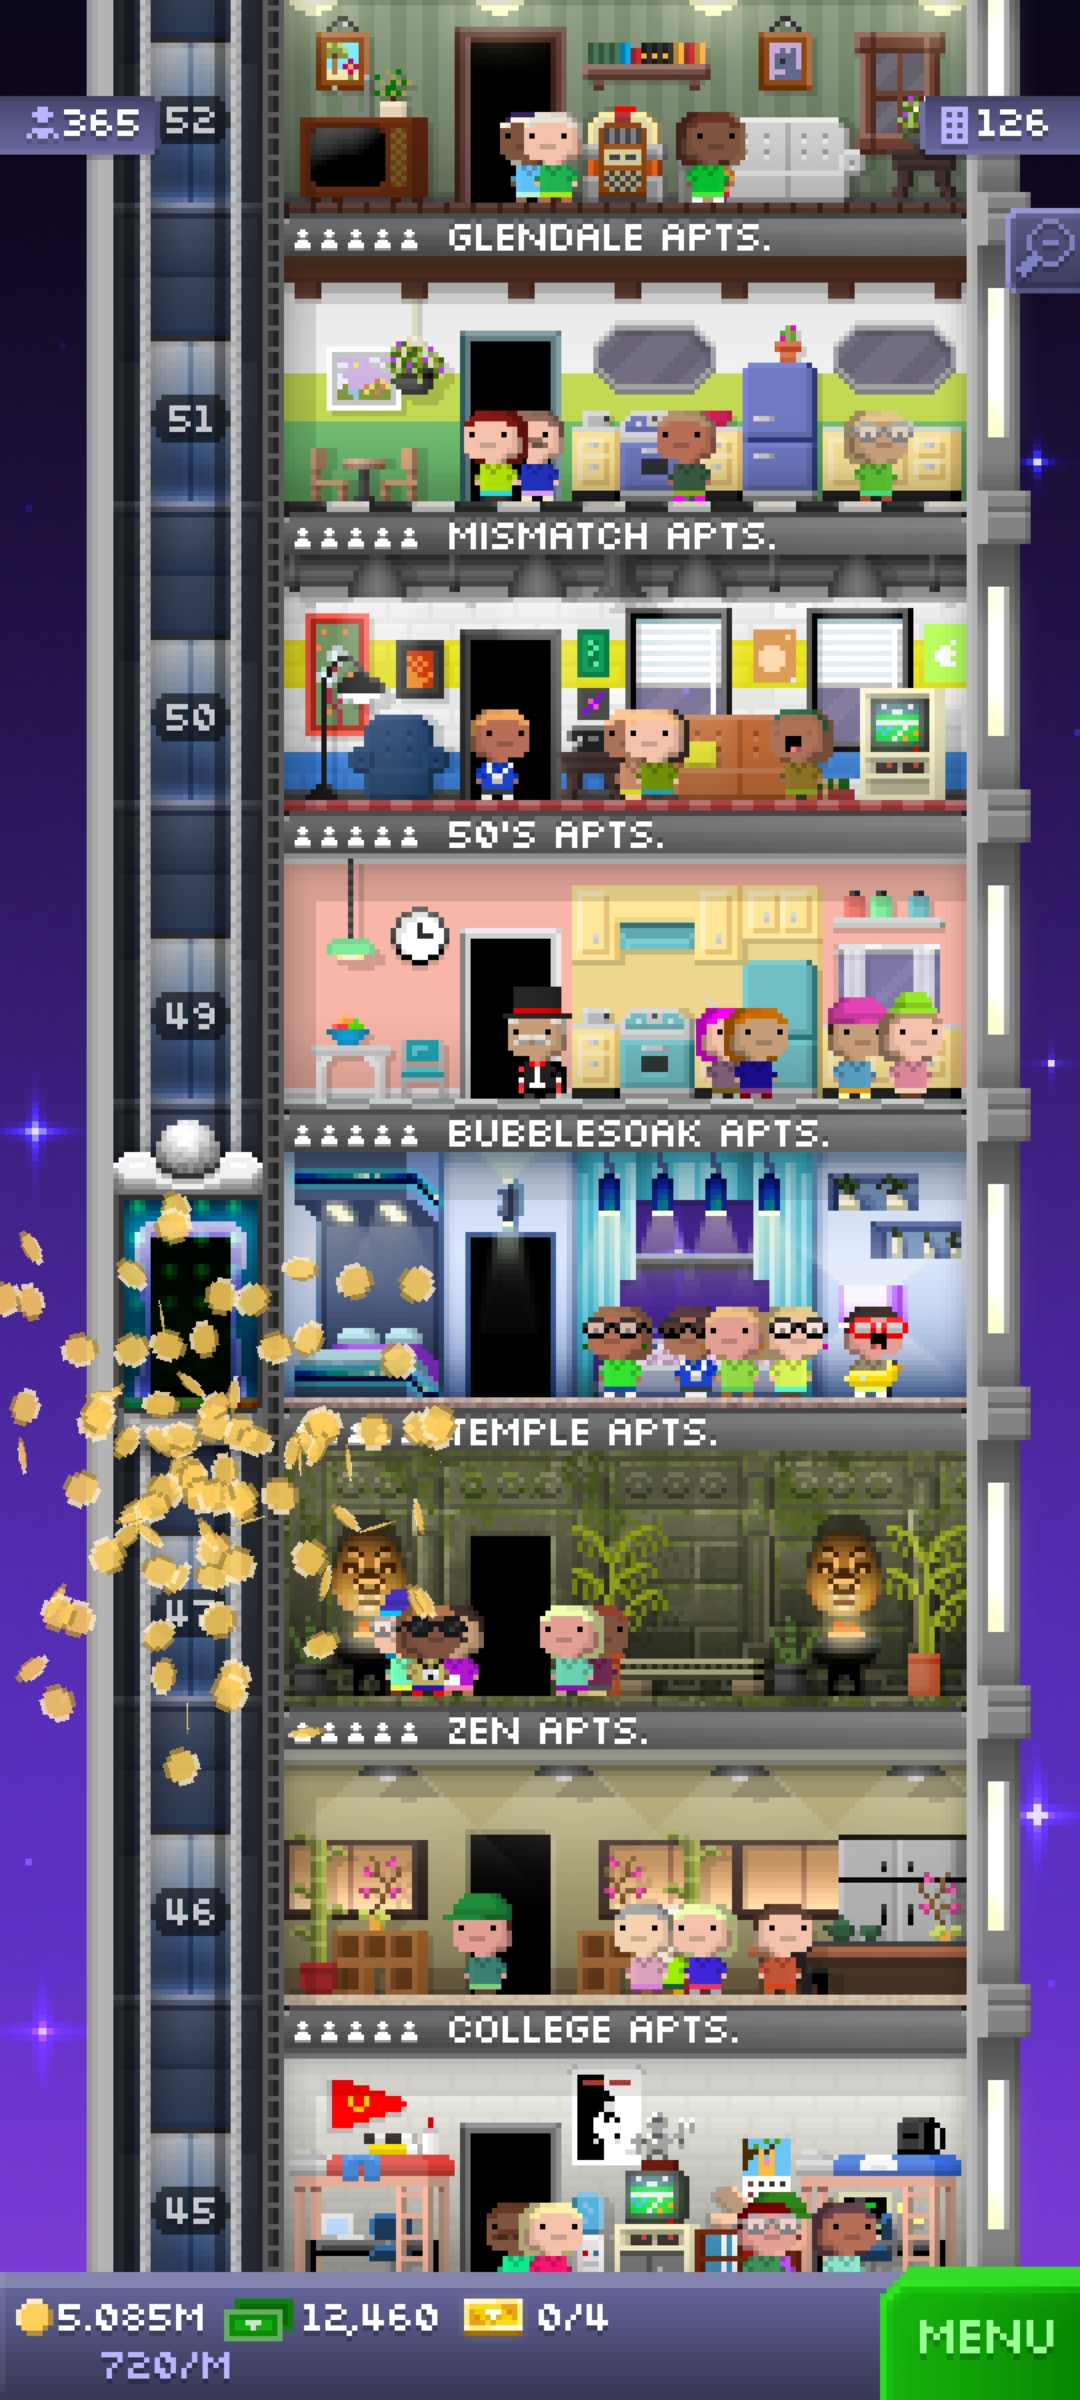 365
52
126
GLENDALE APTS.
51
MISMATCH APTS.
50
50'S APTS.
49
BUBBLESOAK APTS.
TEMPLE APTS.
47
ZEN APTS.
46
COLLEGE APTS.
45
5.085M 12,460 0/4
720/M
MENU